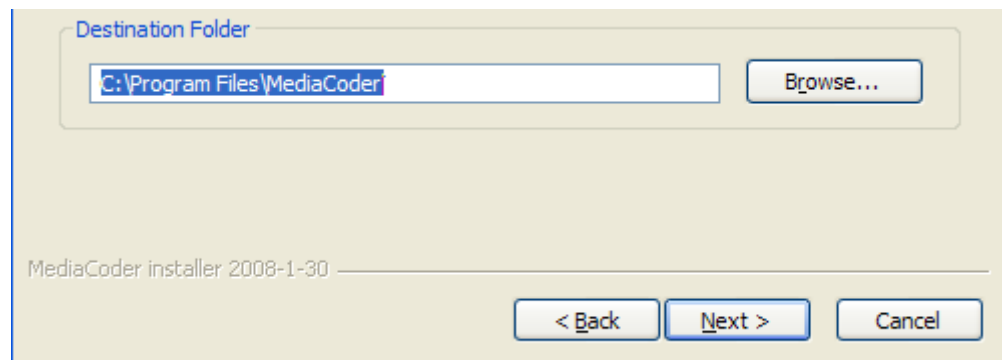 Destination Folder
C:\Program Files\MediaCoder
Browse...
MediaCoder installer 2008-1-30
< Back Next > Cancel